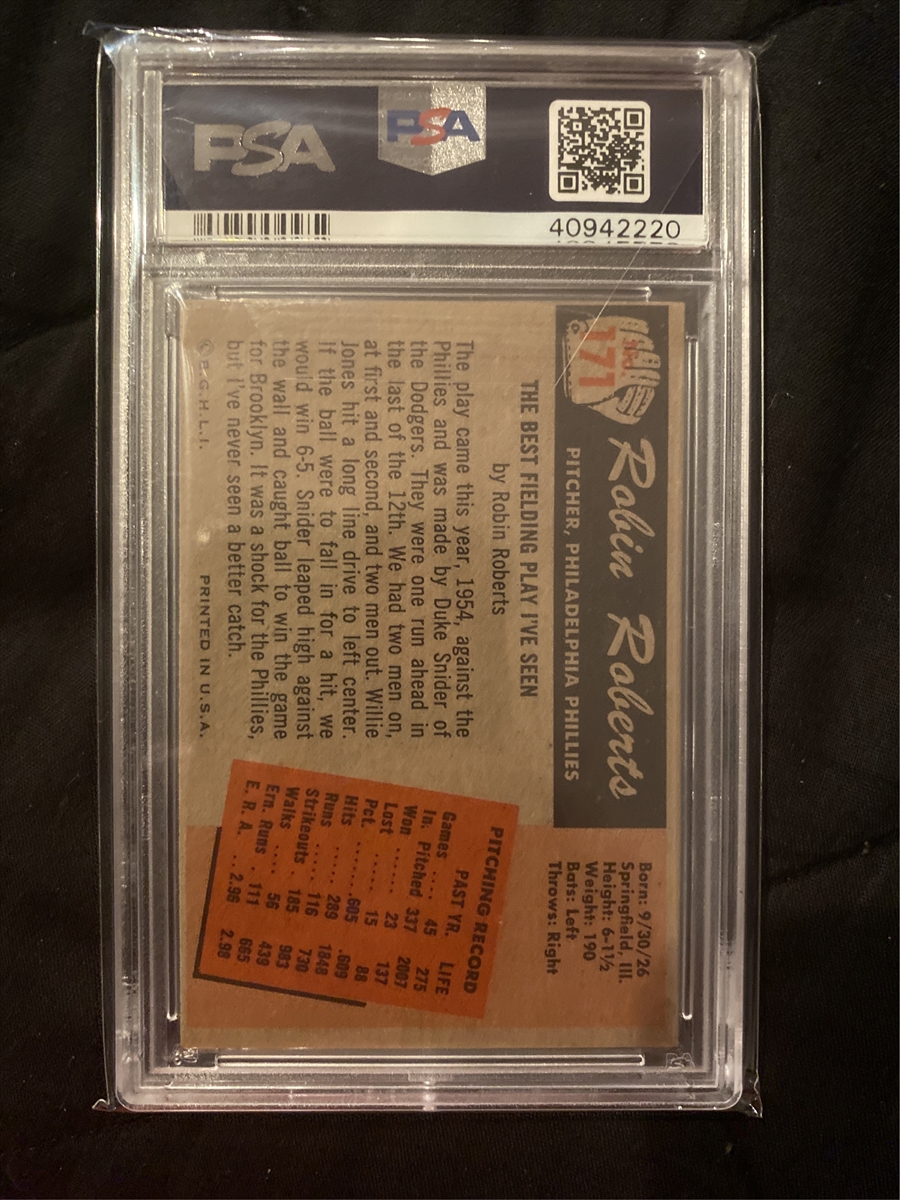 PSA
PSA
40942220
NO.
171
Robin Roberts
PITCHER, PHILADELPHIA PHILLIES
Born: 9/30/26
Springfield, Ill.
Height: 6-1½
Weight: 190
Bats: Left
Throws: Right
THE BEST FIELDING PLAY I'VE SEEN
by Robin Roberts
The play came this year, 1954, against the
Phillies and was made by Duke Snider of
the Dodgers. They were one run ahead in
the last of the 12th. We had two men on,
at first and second, and two men out. Willie
Jones hit a long line drive to left center.
If the ball were to fall in for a hit, we
would win 6-5. Snider leaped high against
the wall and caught ball to win the game
for Brooklyn. It was a shock for the Phillies,
but I've never seen a better catch.
PITCHING RECORD
PAST YR. LIFE
Games .... 45 275
In. Pitched 337 2007
Won ...... 23 137
Lost ..... 15 88
Pct. ..... .605 .609
Hits ..... 289 1848
Runs ..... 116 730
Strikeouts . 185 983
Walks .... 56 439
Ern. Runs . 111 665
E. R. A. .. 2.96 2.98
© B.G.H.L.I. PRINTED IN U.S.A.